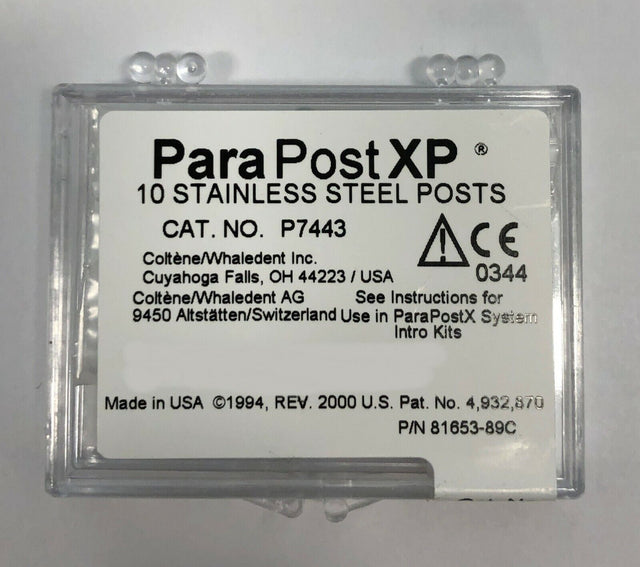 ParaPost XP ®
10 STAINLESS STEEL POSTS
CAT. NO. P7443
CE
0344
Coltène/Whaledent Inc.
Cuyahoga Falls, OH 44223 / USA
Coltène/Whaledent AG
9450 Altstätten/Switzerland
See Instructions for
Use in ParaPostX System
Intro Kits
Made in USA ©1994, REV. 2000 U.S. Pat. No. 4,932,870
P/N 81653-89C